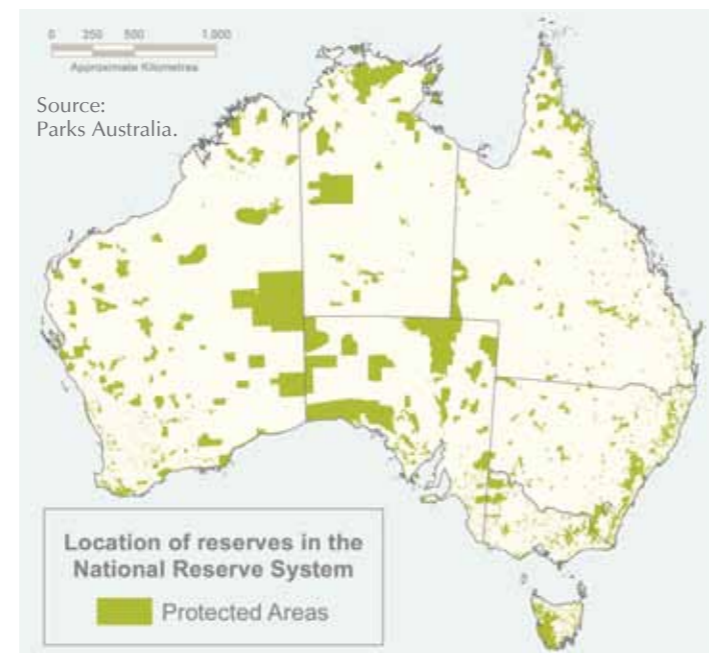 0 250 500 1,000
Approximate Kilometres
Source:
Parks Australia.
Location of reserves in the
National Reserve System
Protected Areas